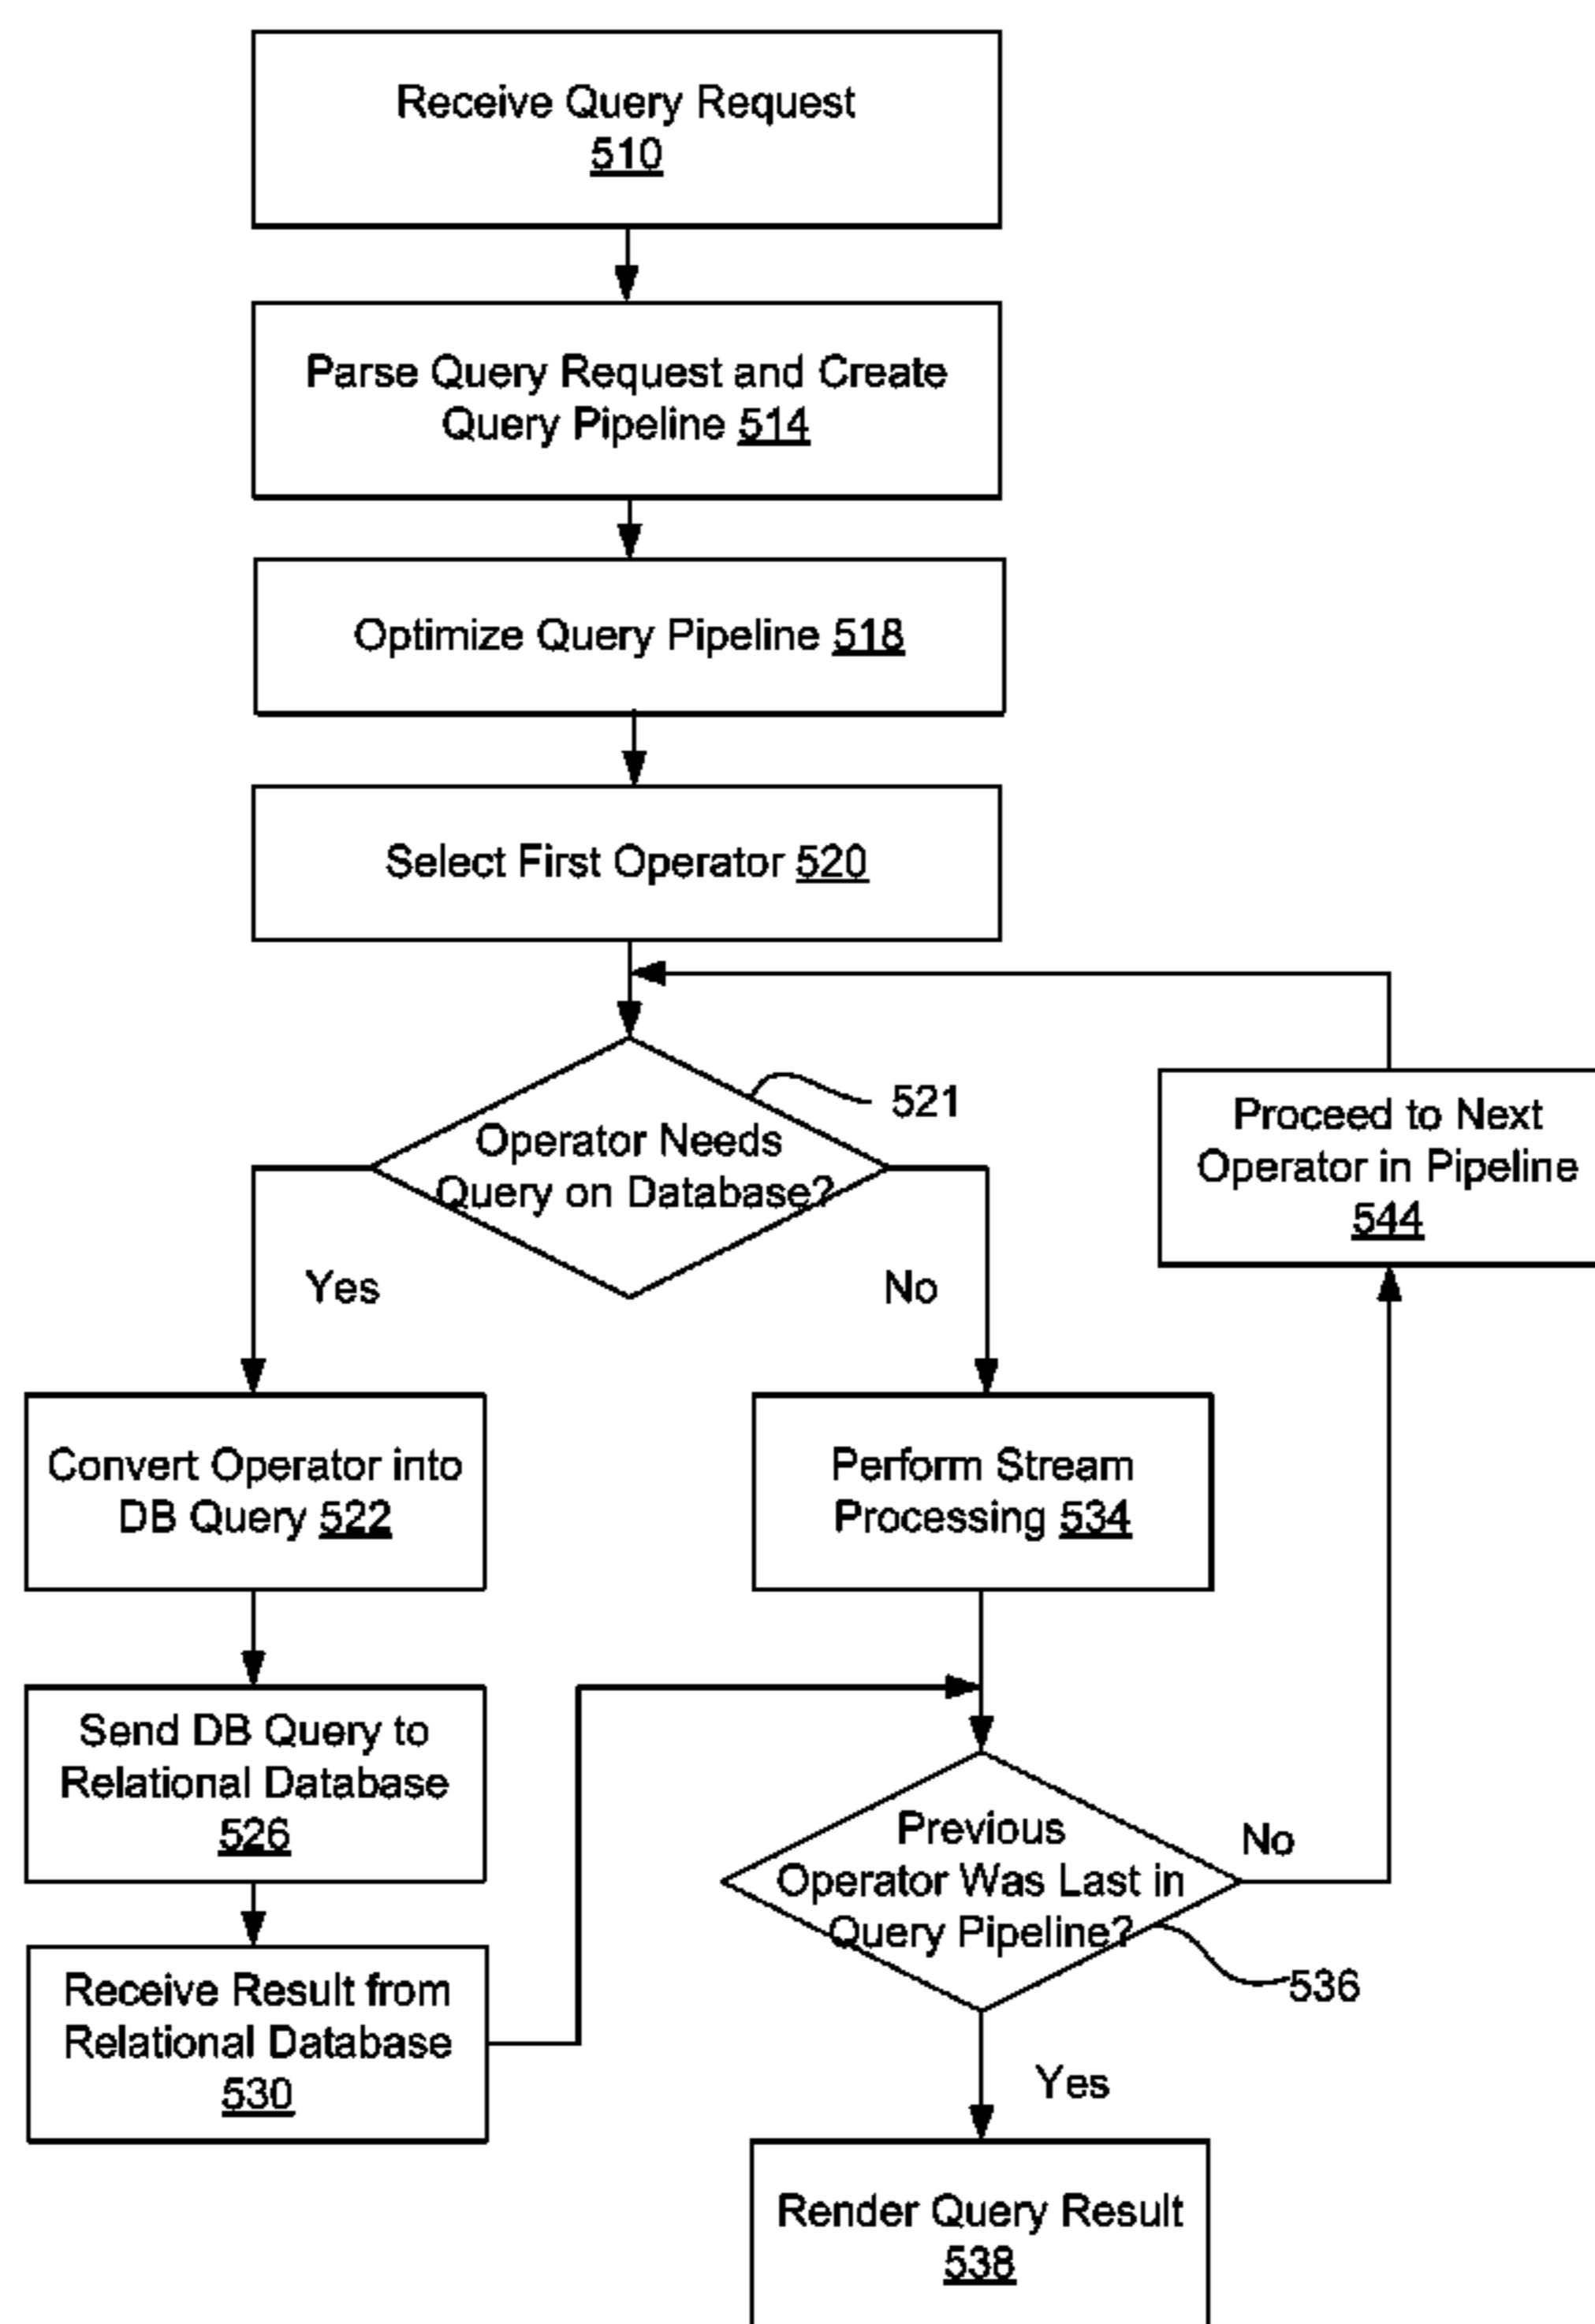 Receive Query Request
510
Parse Query Request and Create
Query Pipeline 514
Optimize Query Pipeline 518
Select First Operator 520
521
Operator Needs
Query on Database?
Proceed to Next
Operator in Pipeline
544
Yes
No
Convert Operator into
DB Query 522
Perform Stream
Processing 534
Send DB Query to
Relational Database
526
Previous
Operator Was Last in
Query Pipeline?
No
536
Receive Result from
Relational Database
530
Yes
Render Query Result
538